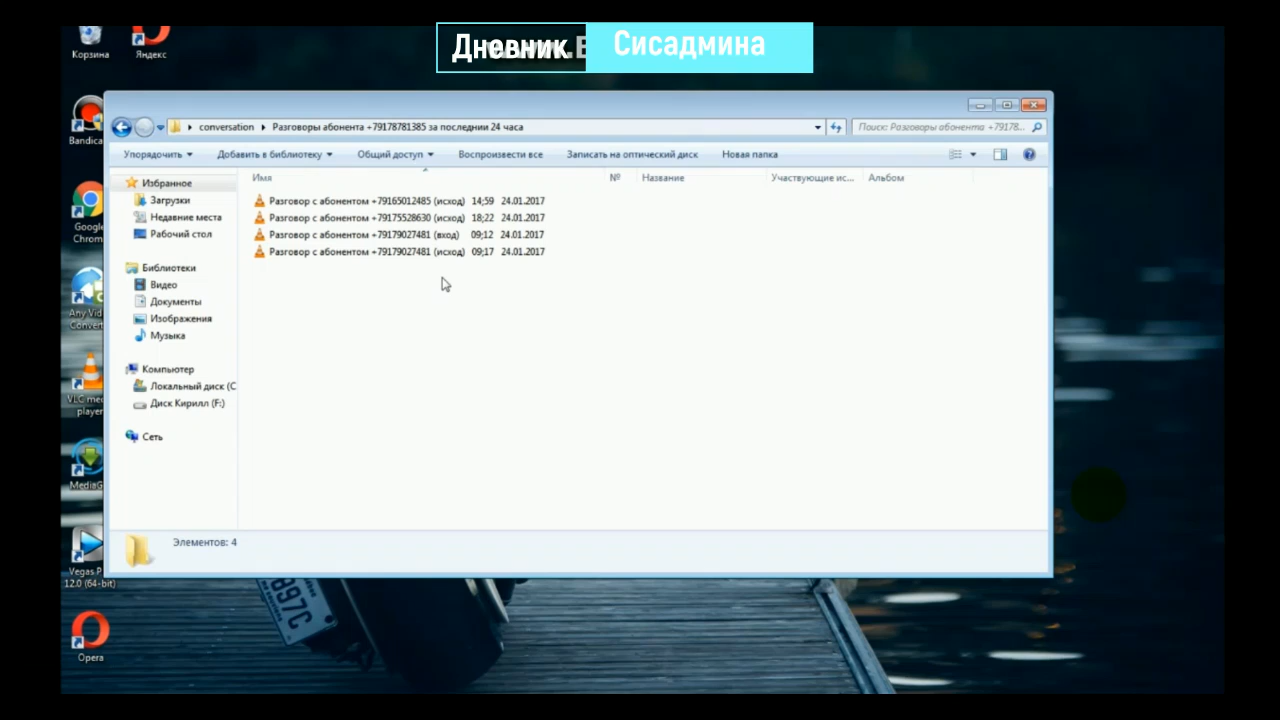 Корзина
Яндекс
Дневник
Сисадмина
conversation
Разговоры абонента +79178781385 за последнии 24 часа
Поиск: Разговоры абонента +79178...
Упорядочить
Добавить в библиотеку
Общий доступ
Воспроизвести все
Записать на оптический диск
Новая папка
Имя
№
Название
Участвующие ис...
Альбом
Избранное
Загрузки
Недавние места
Рабочий стол
Библиотеки
Видео
Документы
Изображения
Музыка
Компьютер
Локальный диск (C
Диск Кирилл (F:)
Сеть
Разговор с абонентом +79165012485 (исход) 14;59 24.01.2017
Разговор с абонентом +79175528630 (исход) 18;22 24.01.2017
Разговор с абонентом +79179027481 (вход) 09;12 24.01.2017
Разговор с абонентом +79179027481 (исход) 09;17 24.01.2017
Элементов: 4
Bandica
Google
Chrom
Any Vid
Convert
VLC me
player
MediaG
Vegas P
12.0 (64-bit)
Opera
897C